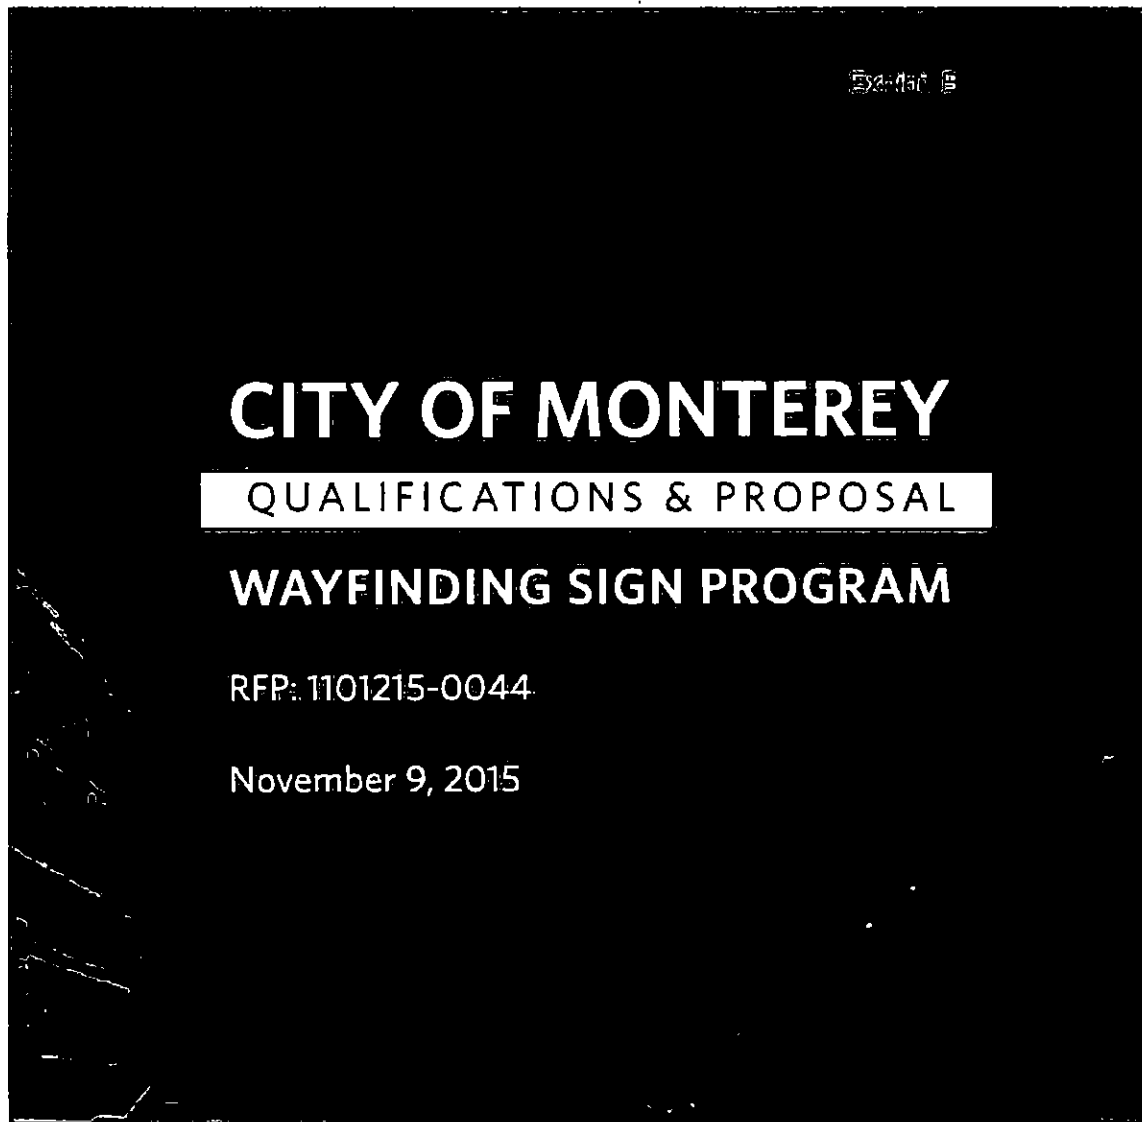 CITY OF MONTEREY
QUALIFICATIONS & PROPOSAL
WAYFINDING SIGN PROGRAM
RFP: 1101215-0044
November 9, 2015